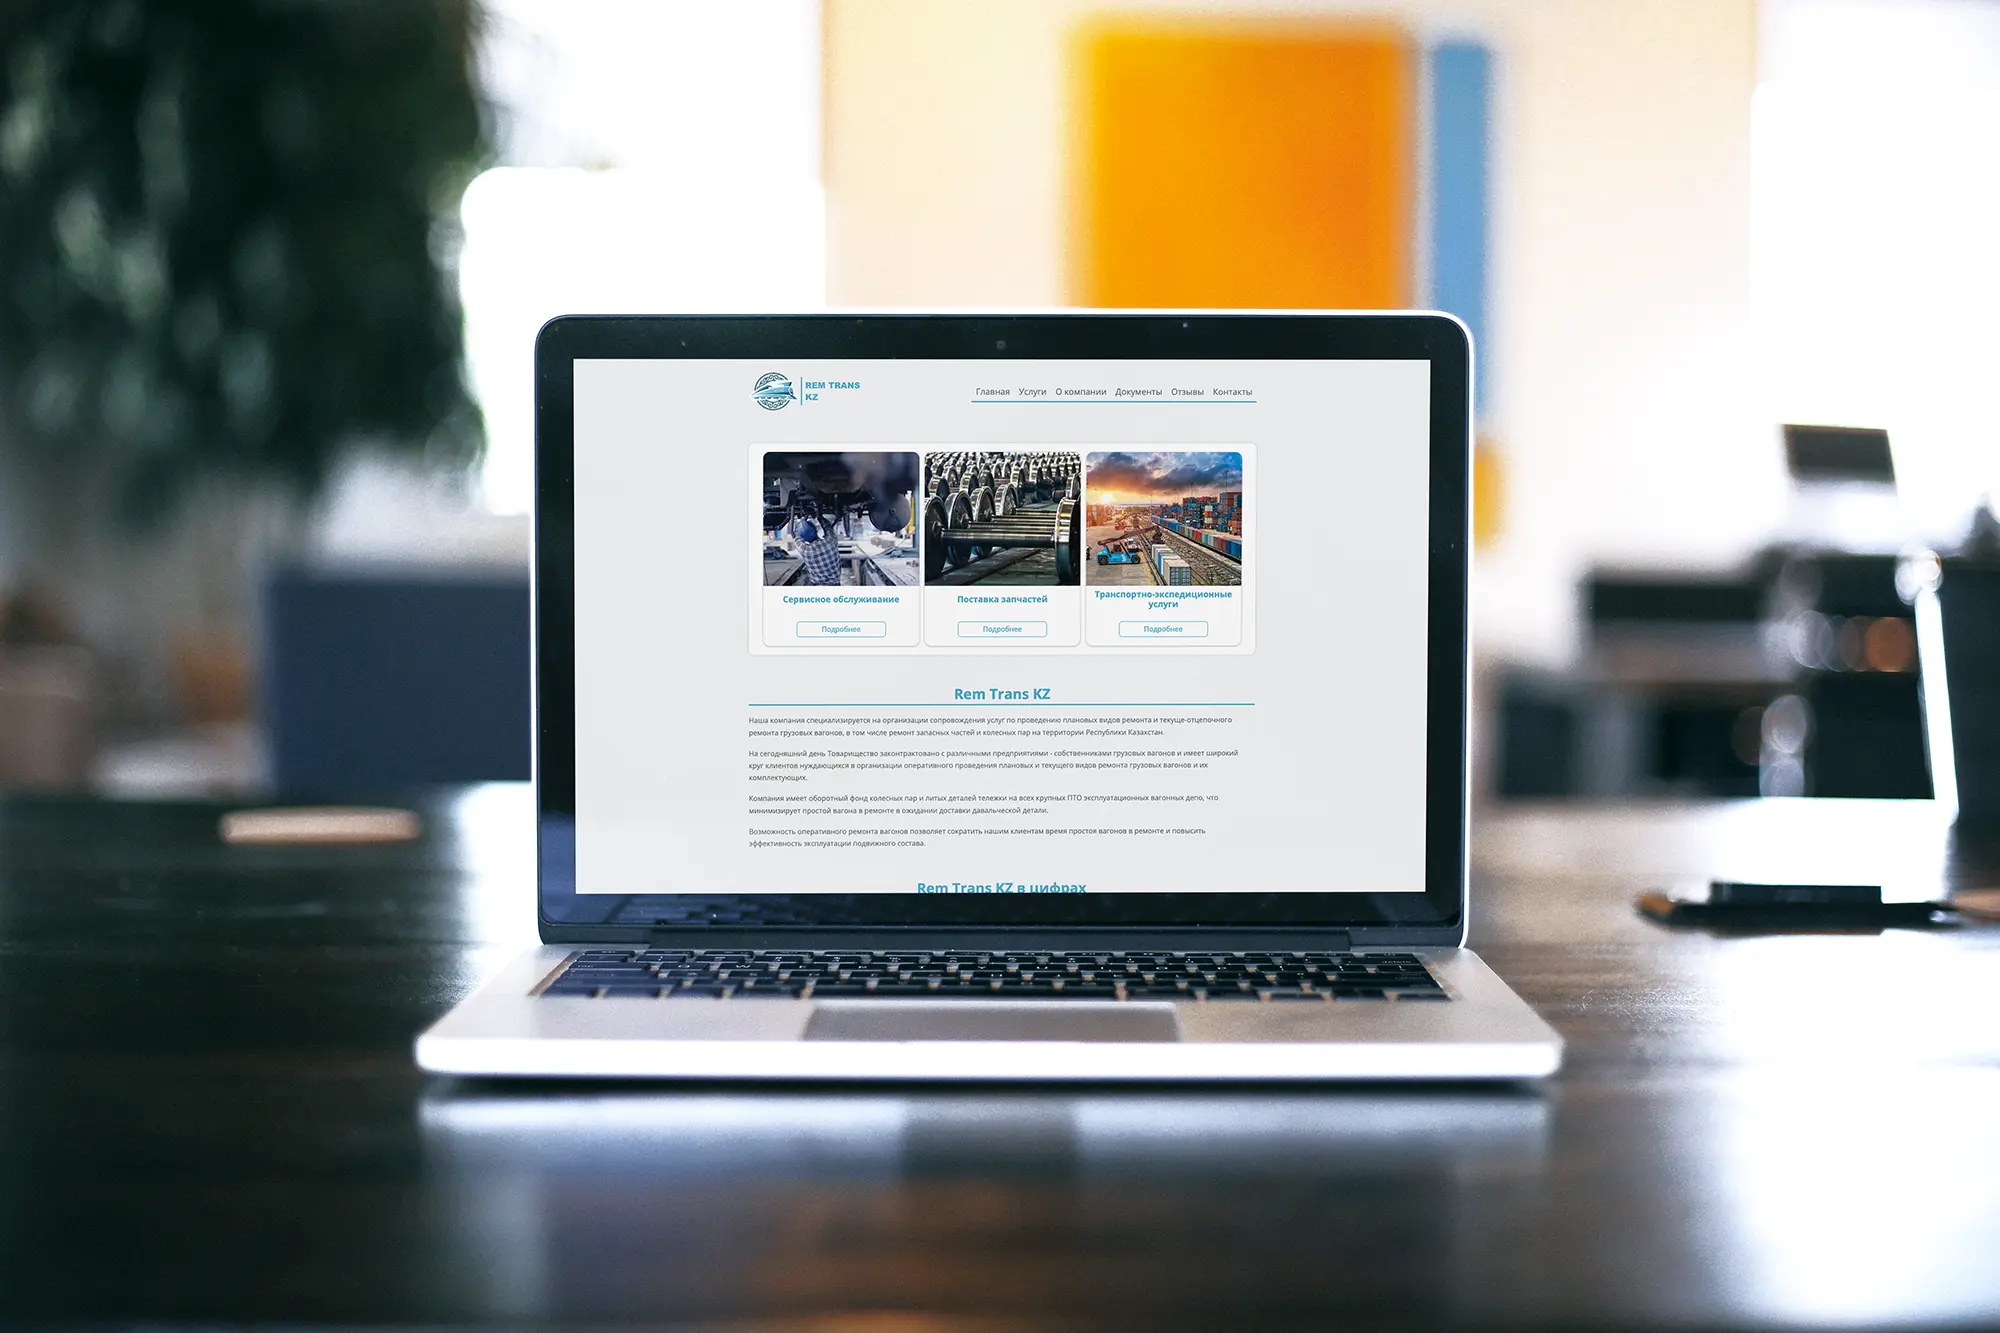 REM TRANS
KZ
Главная Услуги О компании Документы Отзывы Контакты
Сервисное обслуживание
Поставка запчастей
Транспортно-экспедиционные
услуги
Подробнее
Подробнее
Подробнее
Rem Trans KZ
Наша компания специализируется на организации сопровождения услуг по проведению плановых видов ремонта и текуще-отцепочного
ремонта грузовых вагонов, в том числе ремонт запасных частей и колесных пар на территории Республики Казахстан.
На сегодняшний день Товарищество законтрактовано с различными предприятиями - собственниками грузовых вагонов и имеет широкий
круг клиентов нуждающихся в организации оперативного проведения плановых и текущего видов ремонта грузовых вагонов и их
комплектующих.
Компания имеет оборотный фонд колесных пар и литых деталей тележки на всех крупных ПТО эксплуатационных вагонных депо, что
минимизирует простой вагона в ремонте в ожидании доставки давальческой детали.
Возможность оперативного ремонта вагонов позволяет сократить нашим клиентам время простоя вагонов в ремонте и повысить
эффективность эксплуатации подвижного состава.
Rem Trans KZ в цифрах